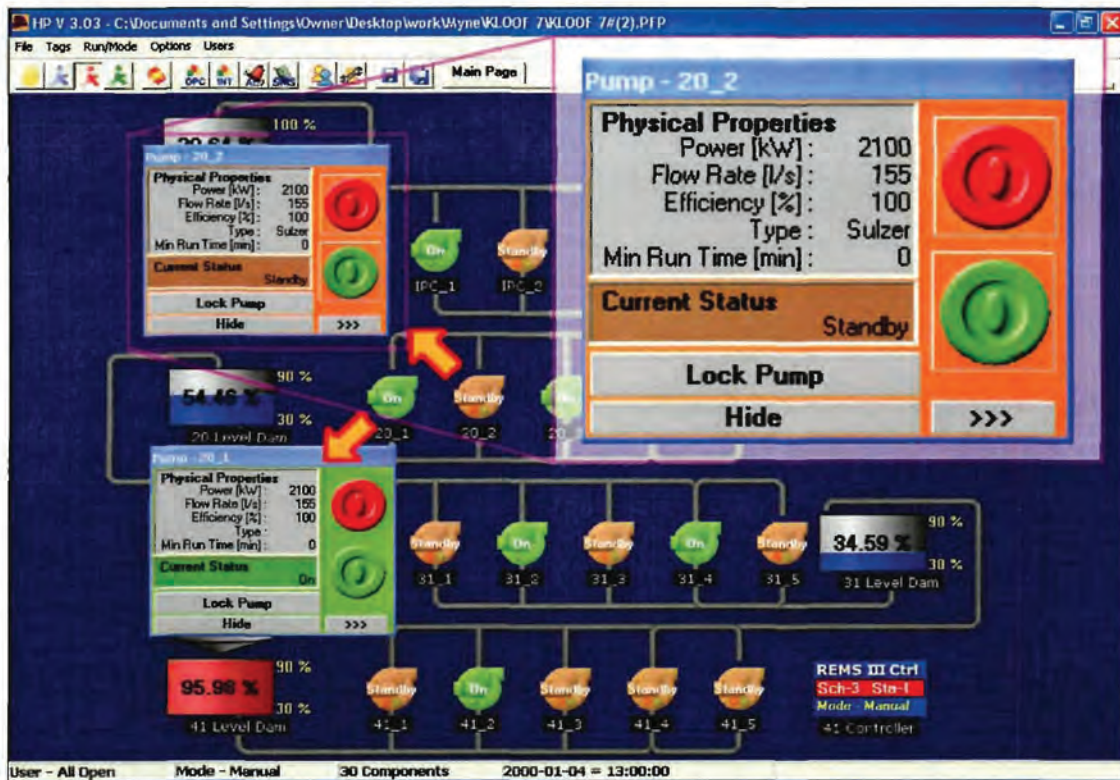 HP V 3.03 - C:\Documents and Settings\Owner\Desktop\work\Myne\KLOOF 7\KLOOF 7#(2).PFP
File Tags Run/Mode Options Users
OPC INT SMS Main Page
100 %
Pump - 20_2
Physical Properties
Power [kW] : 2100
Flow Rate [l/s] : 155
Efficiency [%] : 100
Type : Sulzer
Min Run Time [min] : 0
Current Status
Standby
Lock Pump
Hide >>>
Pump - 20_2
Physical Properties
Power [kW] : 2100
Flow Rate [l/s] : 155
Efficiency [%] : 100
Type : Sulzer
Min Run Time [min] : 0
Current Status
Standby
Lock Pump
Hide >>>
On Standby
IPC_1 IPC_2
54.46 % 90 %
30 %
20 Level Dam
On Standby
20_1 20_2
Pump - 20_1
Physical Properties
Power [kW] : 2100
Flow Rate [l/s] : 155
Efficiency [%] : 100
Type :
Min Run Time [min] : 0
Current Status
On
Lock Pump
Hide >>>
Standby On Standby On Standby
31_1 31_2 31_3 31_4 31_5
34.59 % 90 %
30 %
31 Level Dam
95.98 % 90 %
30 %
41 Level Dam
Standby On Standby Standby Standby
41_1 41_2 41_3 41_4 41_5
REMS III Ctrl
Sch-3 Sta-1
Mode - Manual
41 Controller
User - All Open Mode - Manual 30 Components 2000-01-04 = 13:00:00